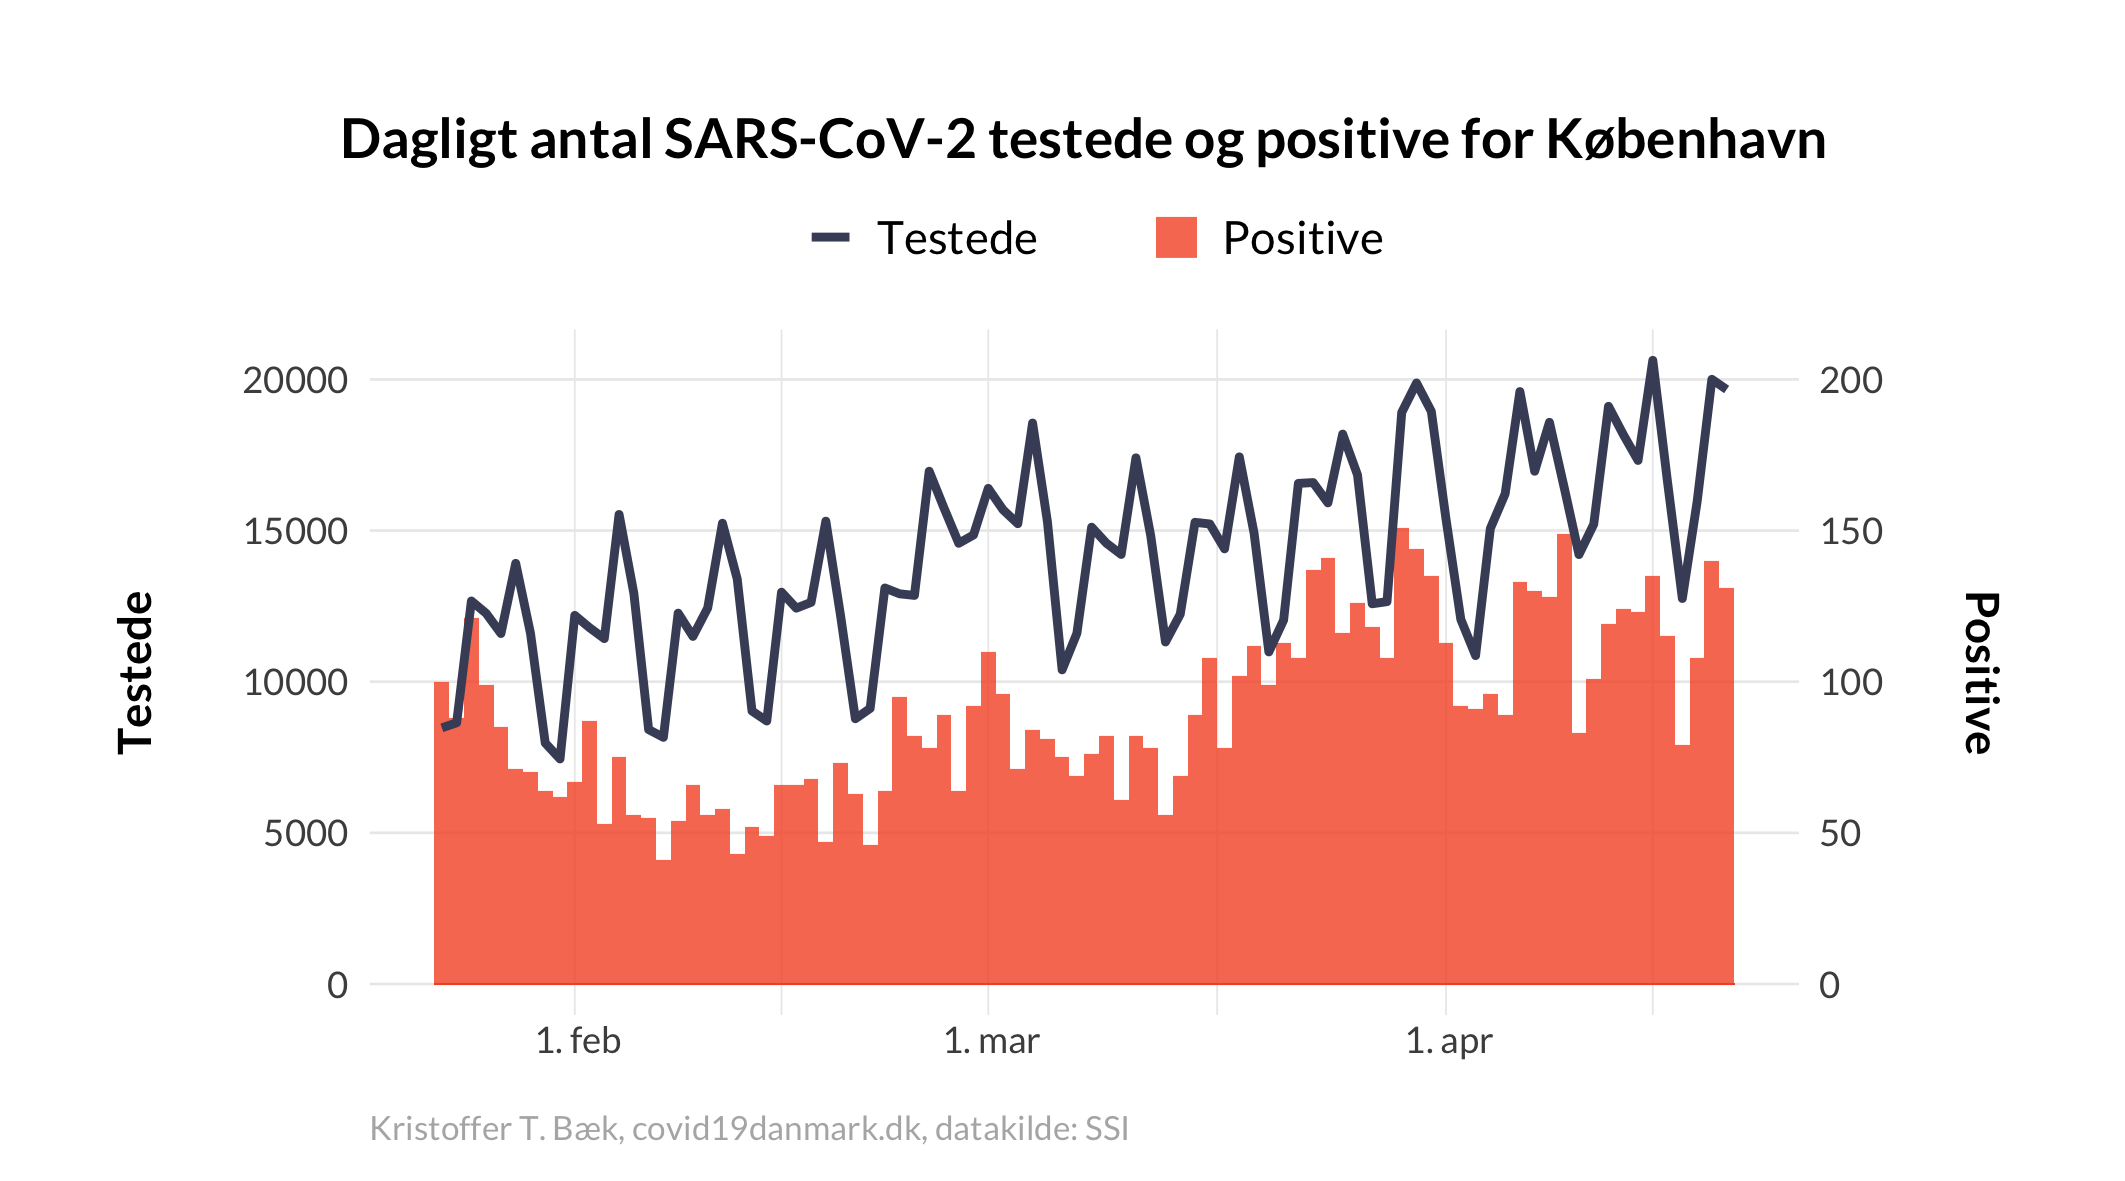 Dagligt antal SARS-CoV-2 testede og positive for København
Testede
Positive
20000
15000
10000
5000
0
Testede
200
150
100
50
0
Positive
1. feb
1. mar
1. apr
Kristoffer T. Bæk, covid19danmark.dk, datakilde: SSI